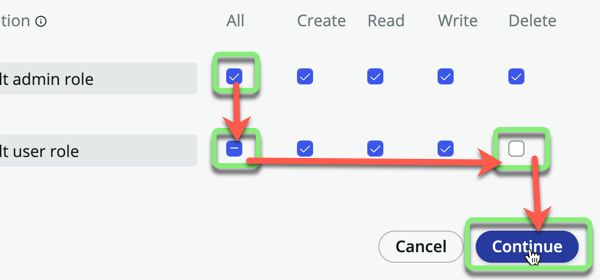 tion All Create Read Write Delete
lt admin role
lt user role
Cancel Continue